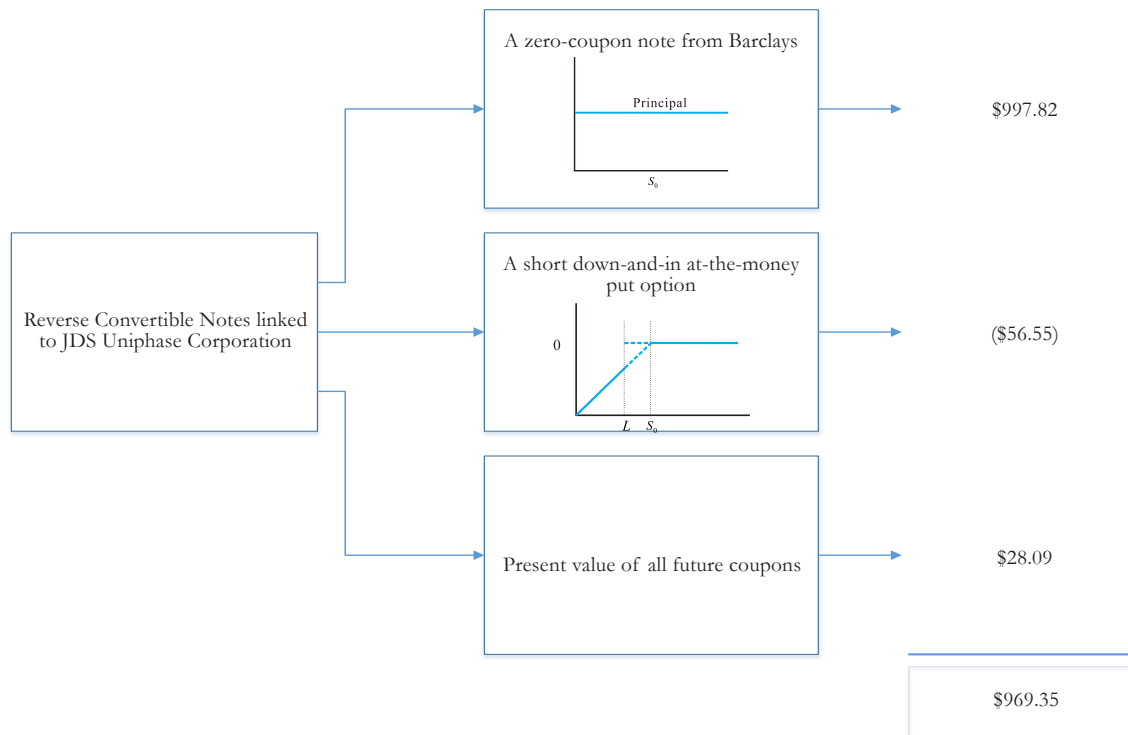 A zero-coupon note from Barclays
Principal
S₀
$997.82
Reverse Convertible Notes linked
to JDS Uniphase Corporation
A short down-and-in at-the-money
put option
0
L
S₀
($56.55)
Present value of all future coupons
$28.09
$969.35